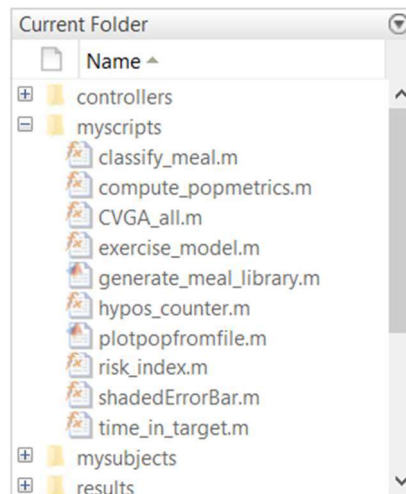 Current Folder
Name
controllers
myscripts
classify_meal.m
compute_popmetrics.m
CVGA_all.m
exercise_model.m
generate_meal_library.m
hypos_counter.m
plotpopfromfile.m
risk_index.m
shadedErrorBar.m
time_in_target.m
mysubjects
results